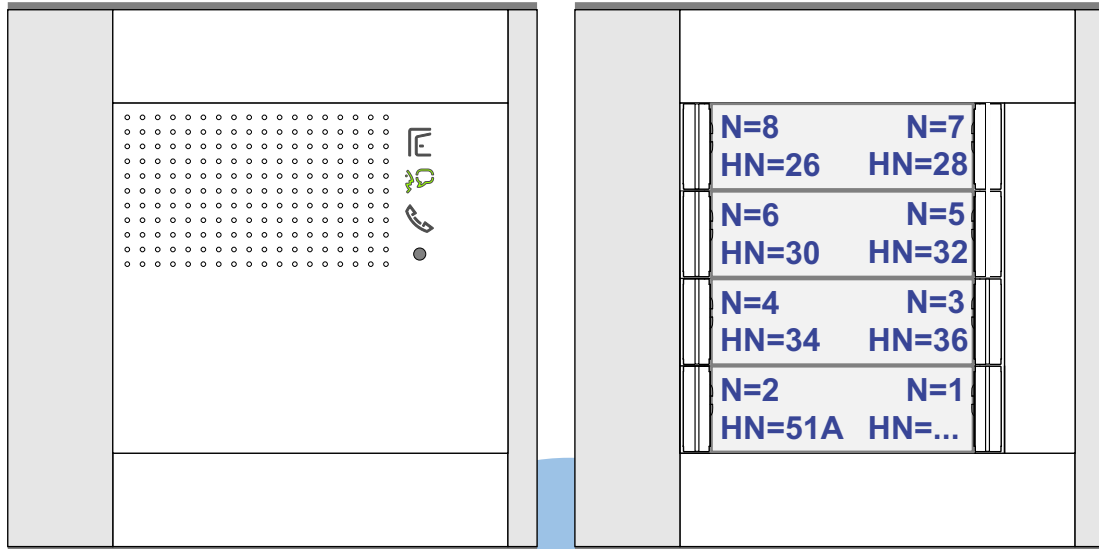 N=8 N=7
HN=26 HN=28
N=6 N=5
HN=30 HN=32
N=4 N=3
HN=34 HN=36
N=2 N=1
HN=51A HN=...